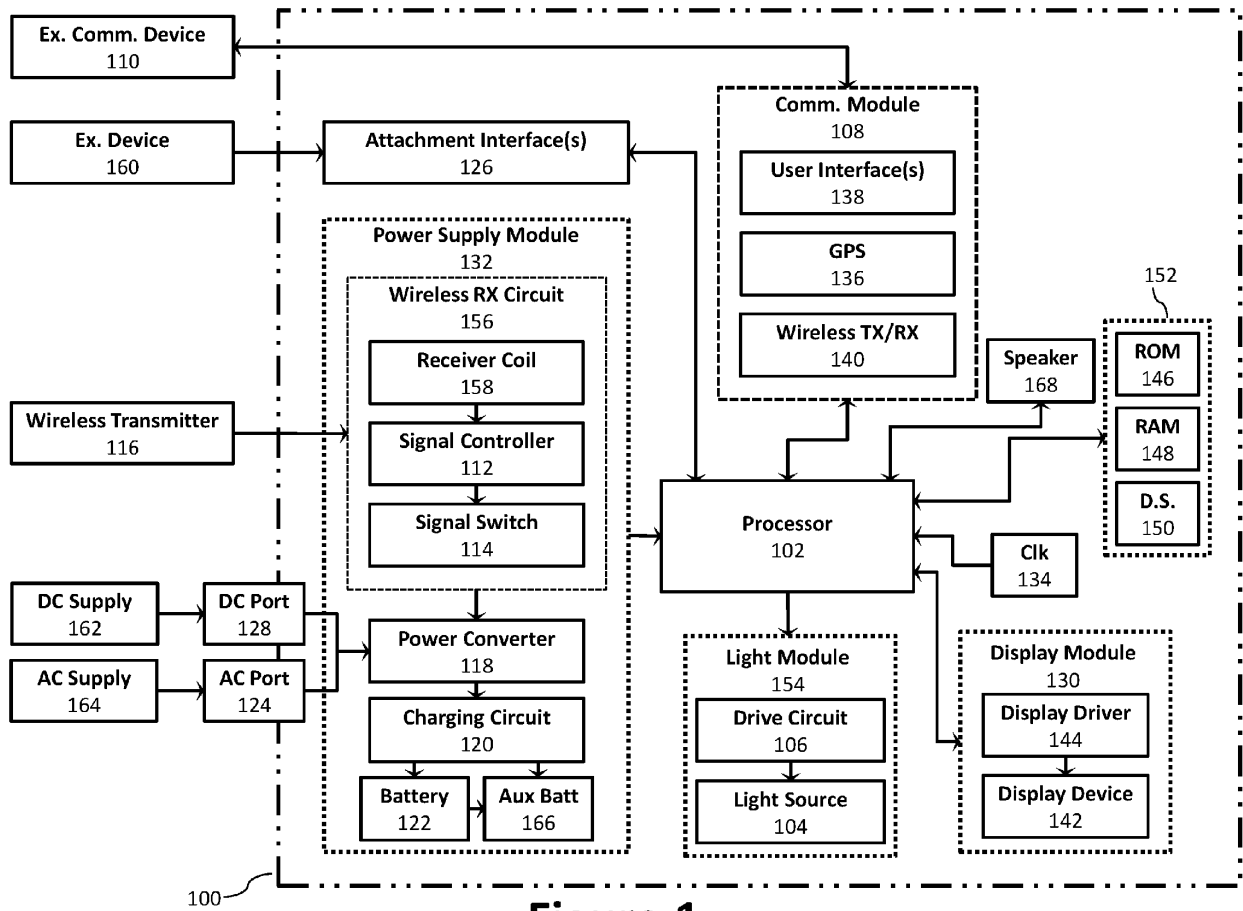 Ex. Comm. Device
110
Ex. Device
160
Attachment Interface(s)
126
Comm. Module
108
User Interface(s)
138
GPS
136
Wireless TX/RX
140
Power Supply Module
132
Wireless RX Circuit
156
Receiver Coil
158
Signal Controller
112
Signal Switch
114
Wireless Transmitter
116
Speaker
168
152
ROM
146
RAM
148
D.S.
150
Processor
102
Clk
134
DC Supply
162
DC Port
128
AC Supply
164
AC Port
124
Power Converter
118
Charging Circuit
120
Battery
122
Aux Batt
166
Light Module
154
Drive Circuit
106
Light Source
104
Display Module
130
Display Driver
144
Display Device
142
100
Figure 1